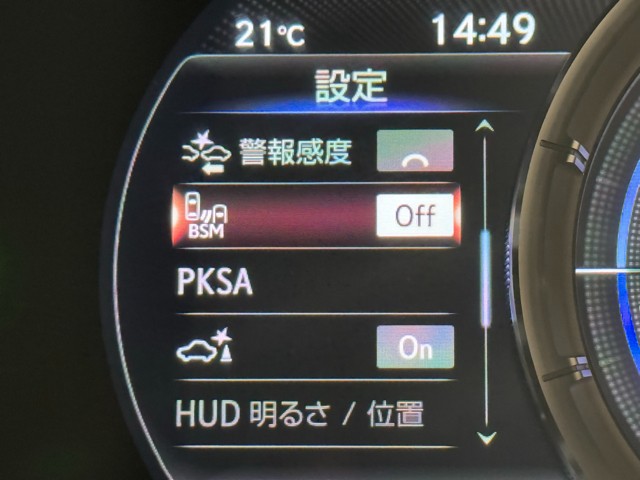 21℃ 14:49
設定
警報感度
BSM Off
PKSA
On
HUD 明るさ / 位置